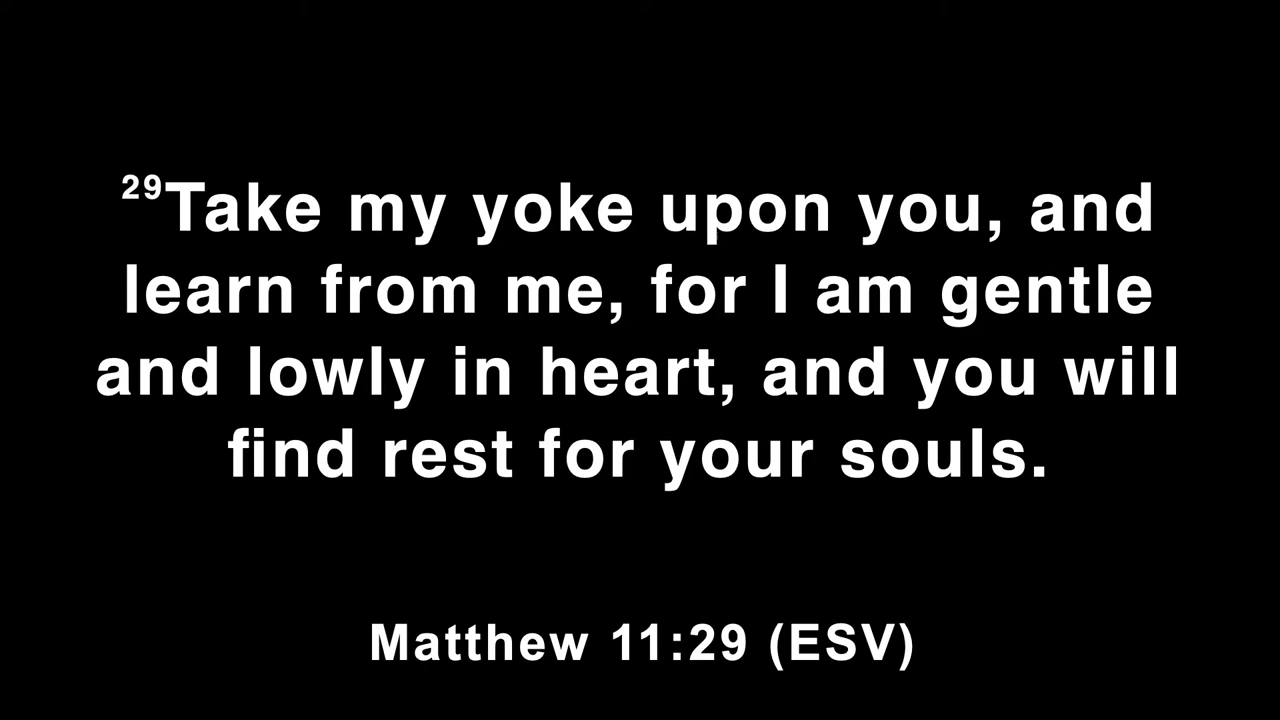 29Take my yoke upon you, and
learn from me, for I am gentle
and lowly in heart, and you will
find rest for your souls.
Matthew 11:29 (ESV)